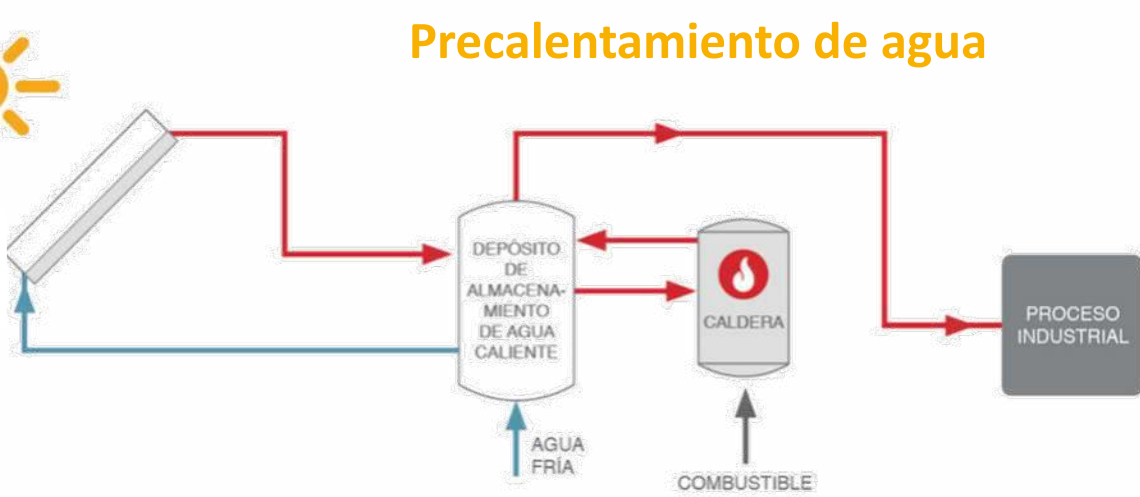 Precalentamiento de agua
DEPÓSITO
DE
ALMACENA-
MIENTO
DE AGUA
CALIENTE
CALDERA
PROCESO
INDUSTRIAL
AGUA
FRÍA
COMBUSTIBLE